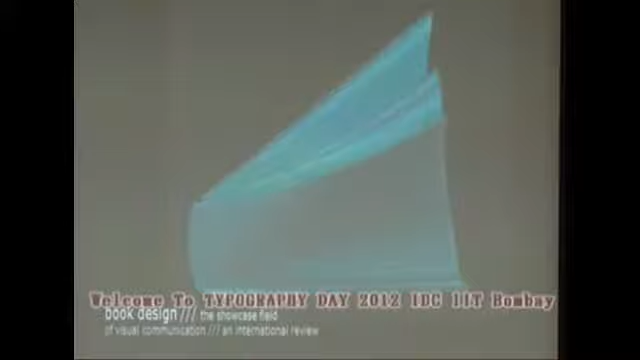 Welcome To TYPOGRAPHY DAY 2012 IDC IIT Bombay
book design /// the showcase field
of visual communication /// an international review